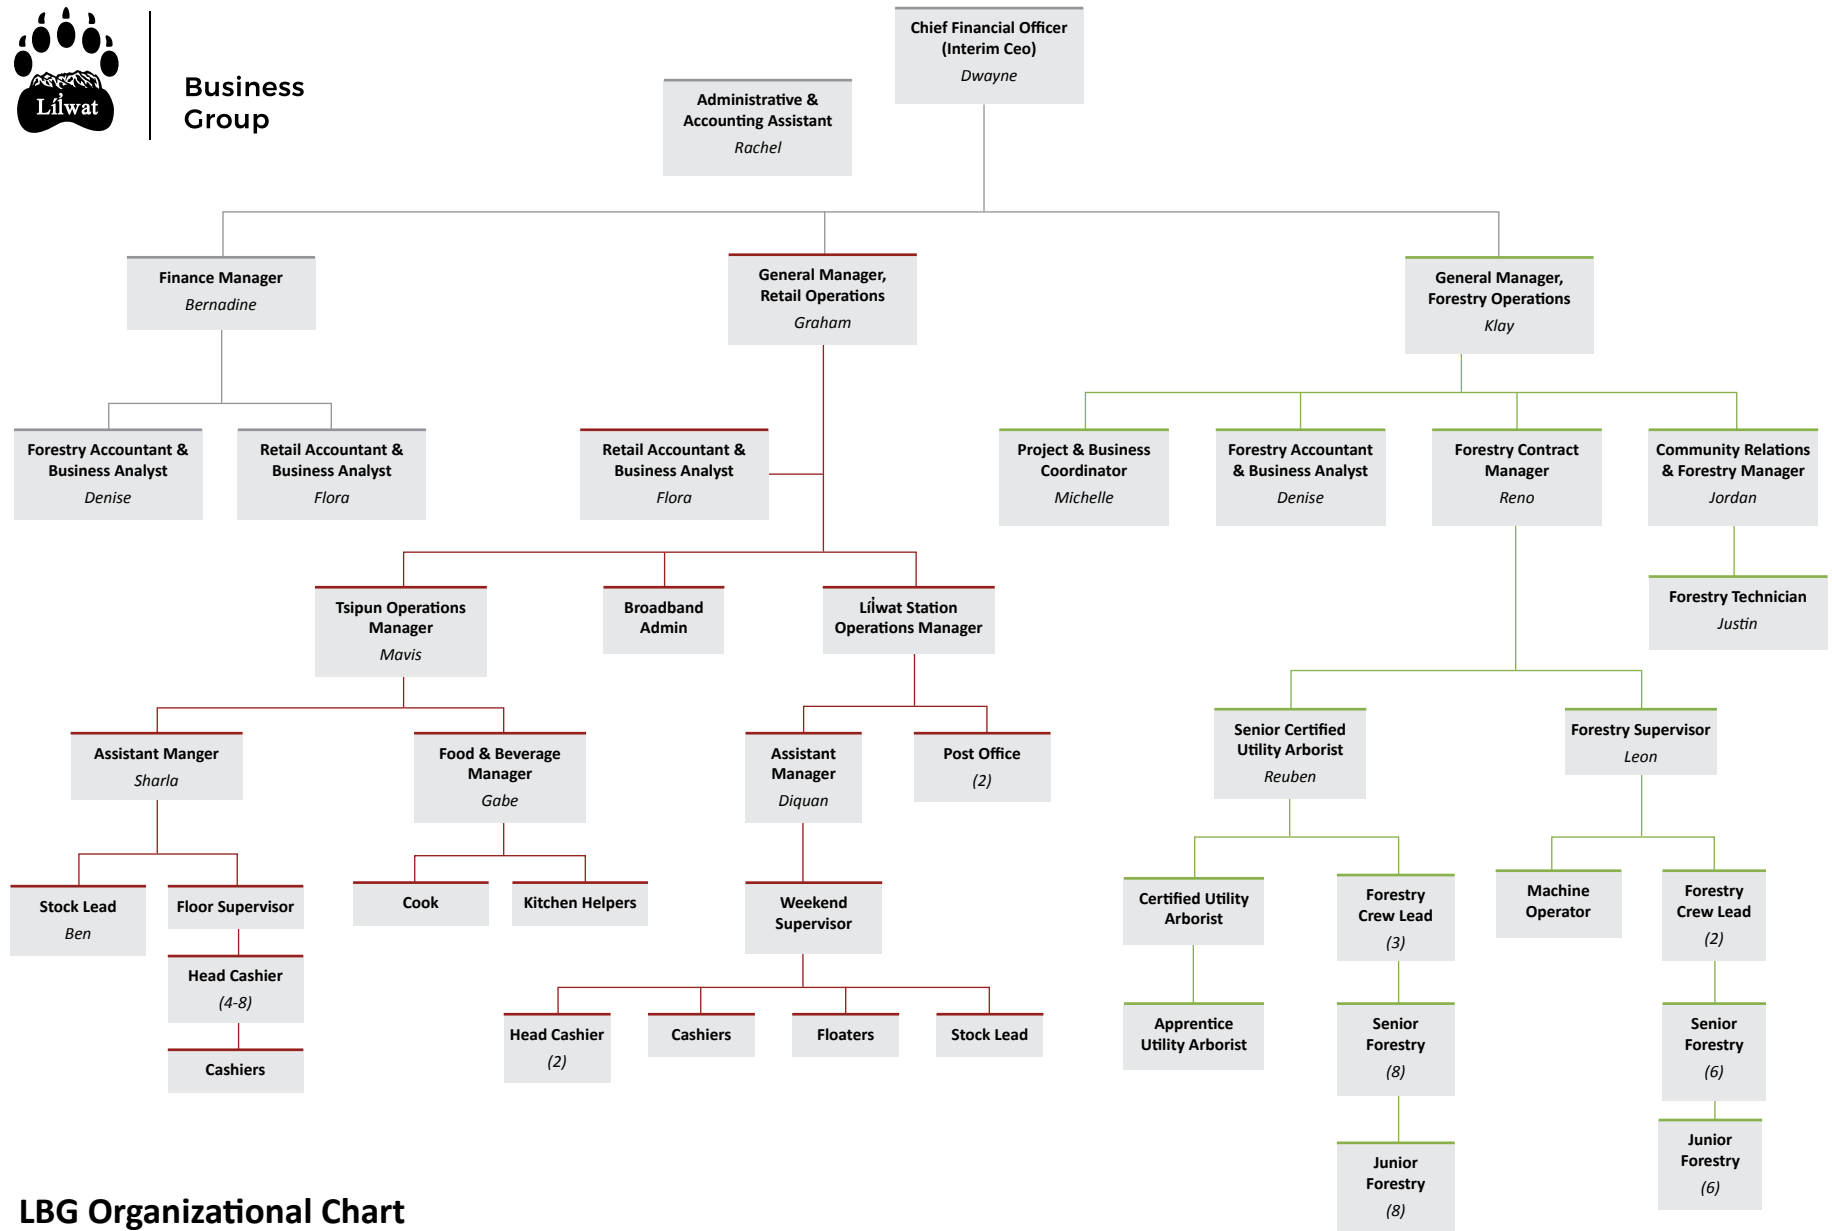 Líl̓wat
Business
Group
Chief Financial Officer
(Interim Ceo)
Dwayne
Administrative &
Accounting Assistant
Rachel
Finance Manager
Bernadine
General Manager,
Retail Operations
Graham
General Manager,
Forestry Operations
Klay
Forestry Accountant &
Business Analyst
Denise
Retail Accountant &
Business Analyst
Flora
Retail Accountant &
Business Analyst
Flora
Project & Business
Coordinator
Michelle
Forestry Accountant
& Business Analyst
Denise
Forestry Contract
Manager
Reno
Community Relations
& Forestry Manager
Jordan
Tsipun Operations
Manager
Mavis
Broadband
Admin
Líl̓wat Station
Operations Manager
Forestry Technician
Justin
Assistant Manger
Sharla
Food & Beverage
Manager
Gabe
Assistant
Manager
Diquan
Post Office
(2)
Senior Certified
Utility Arborist
Reuben
Forestry Supervisor
Leon
Stock Lead
Ben
Floor Supervisor
Cook
Kitchen Helpers
Weekend
Supervisor
Certified Utility
Arborist
Forestry
Crew Lead
(3)
Machine
Operator
Forestry
Crew Lead
(2)
Head Cashier
(4-8)
Cashiers
Head Cashier
(2)
Cashiers
Floaters
Stock Lead
Apprentice
Utility Arborist
Senior
Forestry
(8)
Senior
Forestry
(6)
Junior
Forestry
(8)
Junior
Forestry
(6)
LBG Organizational Chart